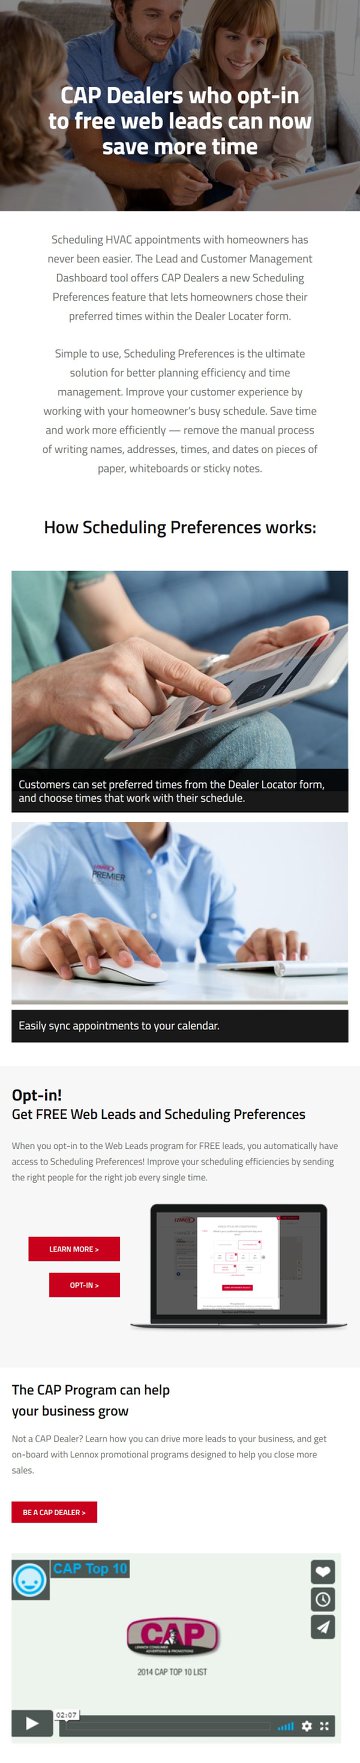 CAP Dealers who opt-in
to free web leads can now
save more time
Scheduling HVAC appointments with homeowners has
never been easier. The Lead and Customer Management
Dashboard tool offers CAP Dealers a new Scheduling
Preferences feature that lets homeowners chose their
preferred times within the Dealer Locater form.
Simple to use, Scheduling Preferences is the ultimate
solution for better planning efficiency and time
management. Improve your customer experience by
working with your homeowner's busy schedule. Save time
and work more efficiently — remove the manual process
of writing names, addresses, times, and dates on pieces of
paper, whiteboards or sticky notes.
How Scheduling Preferences works:
Customers can set preferred times from the Dealer Locator form,
and choose times that work with their schedule.
LENNOX
PREMIER
Easily sync appointments to your calendar.
Opt-in!
Get FREE Web Leads and Scheduling Preferences
When you opt-in to the Web Leads program for FREE leads, you automatically have
access to Scheduling Preferences! Improve your scheduling efficiencies by sending
the right people for the right job every single time.
LEARN MORE >
OPT-IN >
LENNOX
The CAP Program can help
your business grow
Not a CAP Dealer? Learn how you can drive more leads to your business, and get
on-board with Lennox promotional programs designed to help you close more
sales.
BE A CAP DEALER >
CAP Top 10
CAP
LENNOX CONSUMER
ADVERTISING & PROMOTIONS
2014 CAP TOP 10 LIST
02:07